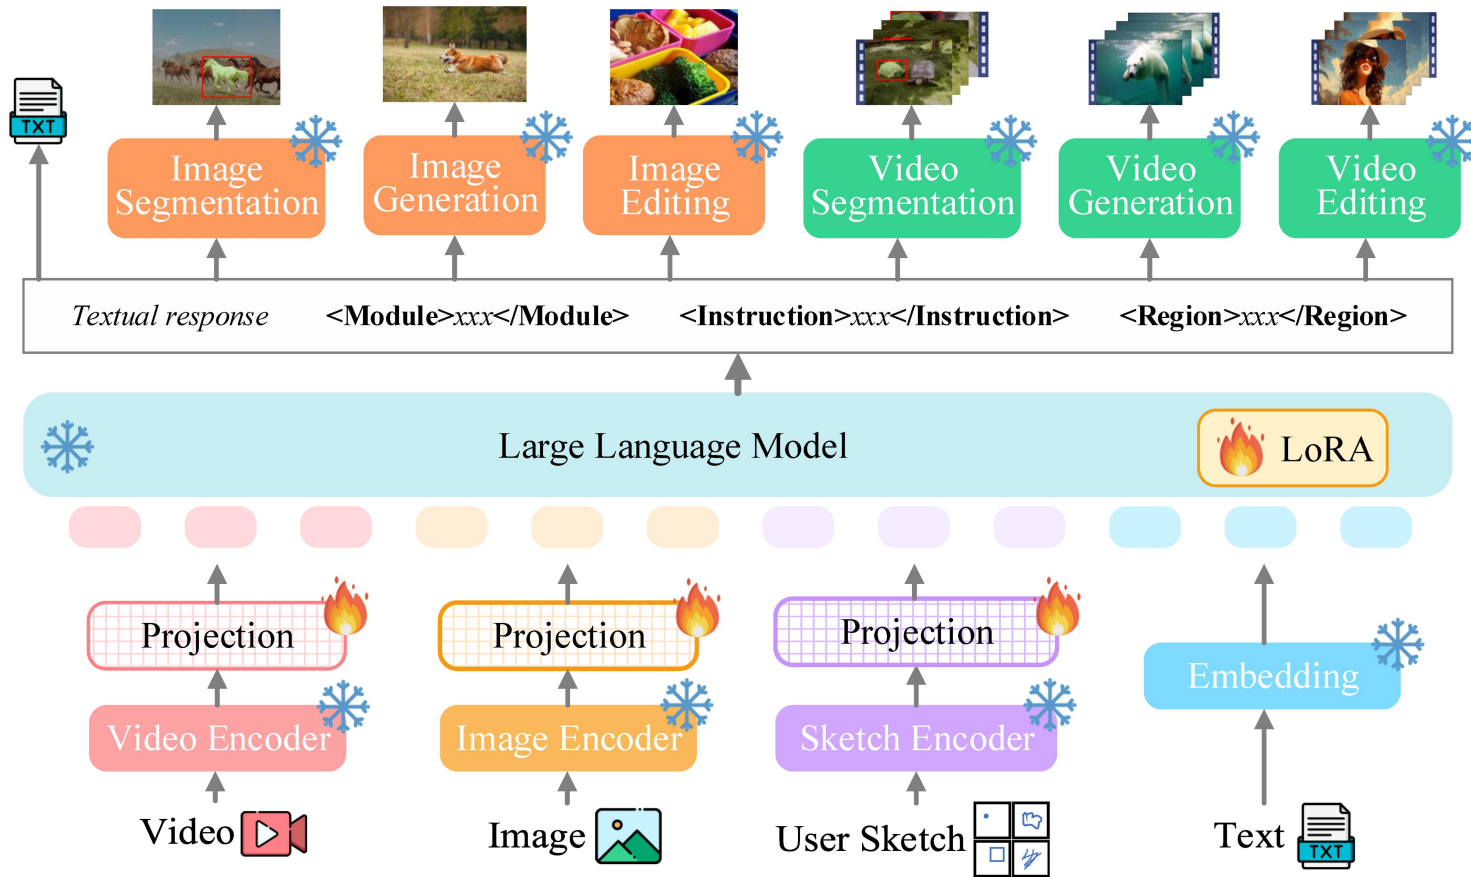 TXT
Image
Segmentation
Image
Generation
Image
Editing
Video
Segmentation
Video
Generation
Video
Editing
Textual response <Module>xxx</Module> <Instruction>xxx</Instruction> <Region>xxx</Region>
Large Language Model
LoRA
Projection
Projection
Projection
Embedding
Video Encoder
Image Encoder
Sketch Encoder
Video
Image
User Sketch
Text
TXT